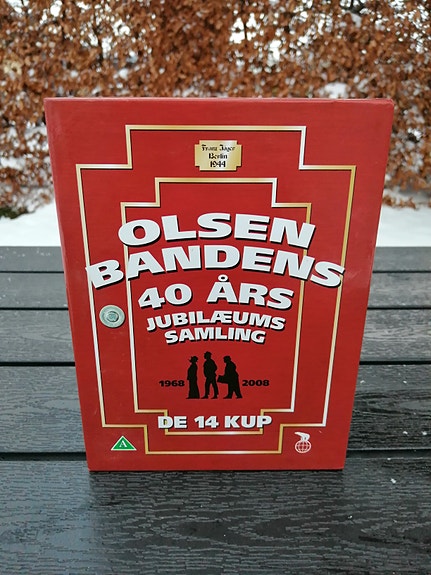 Franz Jäger
Berlin
1944
OLSEN
BANDENS
40 ÅRS
JUBILÆUMS
SAMLING
1968 2008
DE 14 KUP
A